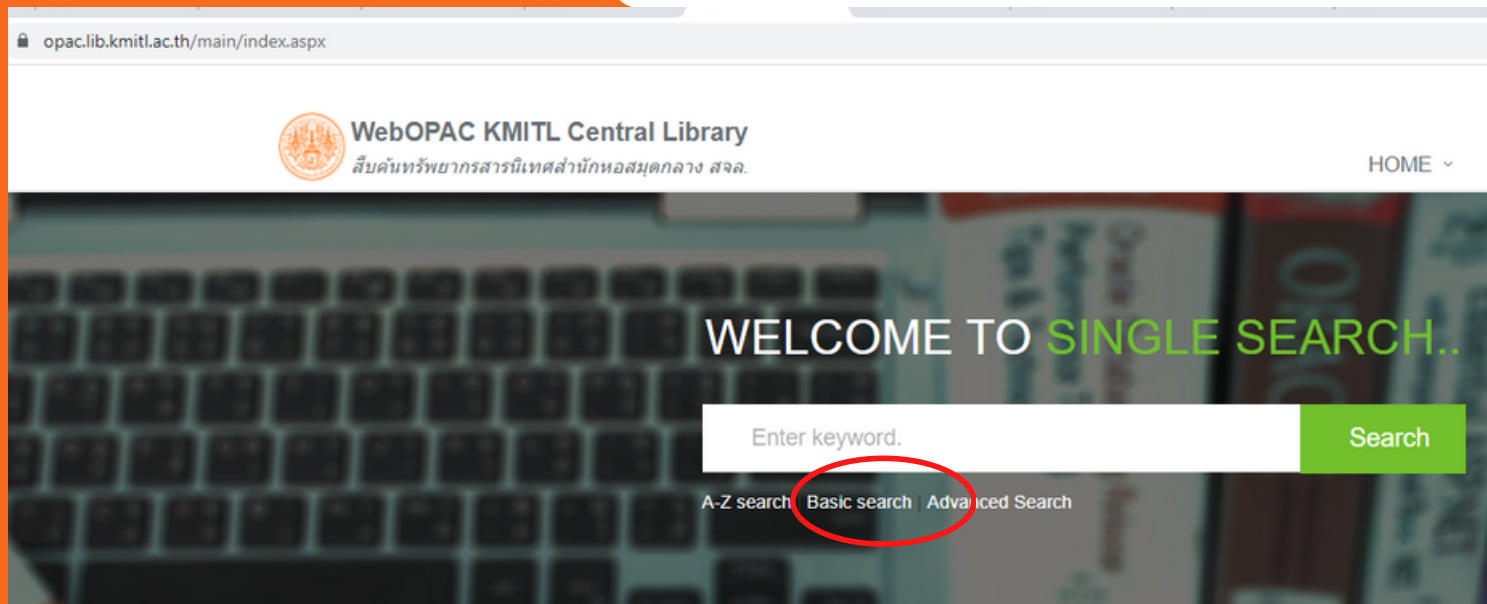 opac.lib.kmitl.ac.th/main/index.aspx
WebOPAC KMITL Central Library
สืบค้นทรัพยากรสารนิเทศสำนักหอสมุดกลาง สจล.
HOME
WELCOME TO SINGLE SEARCH..
Enter keyword.
Search
A-Z search | Basic search | Advanced Search